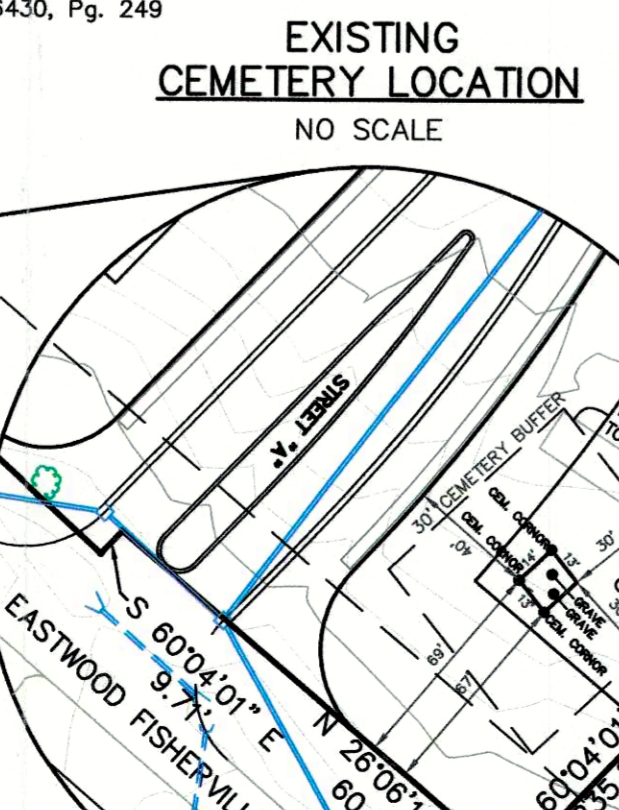 6430, Pg. 249
EXISTING
CEMETERY LOCATION
NO SCALE
STREET "A"
30' CEMETERY BUFFER
CEM. CORNOR
CEM. CORNOR
40'
14'
13'
30'
13'
GRAVE
GRAVE
CEM. CORNOR
69'
67'
S 60°04'01" E
9.71'
EASTWOOD FISHERVILL
N 26°06'1
60
60°04'01